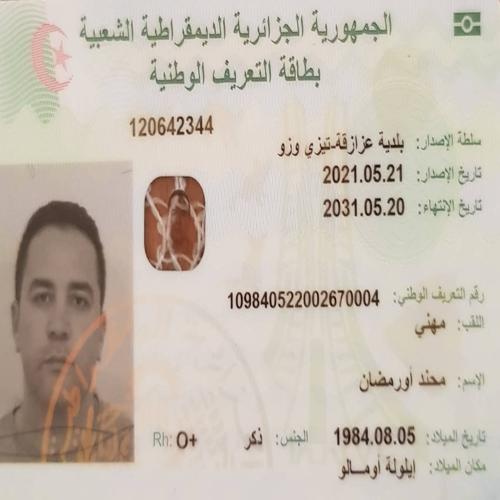 الجمهورية الجزائرية الديمقراطية الشعبية
بطاقة التعريف الوطنية
120642344
سلطة الإصدار: بلدية عزازقة-تيزي وزو
تاريخ الإصدار: 2021.05.21
تاريخ الإنتهاء: 2031.05.20
رقم التعريف الوطني: 109840522002670004
اللقب: مهني
الإسم: محند أورمضان
تاريخ الميلاد: 1984.08.05 الجنس: ذكر Rh: O+
مكان الميلاد: إيلولة أومـالو